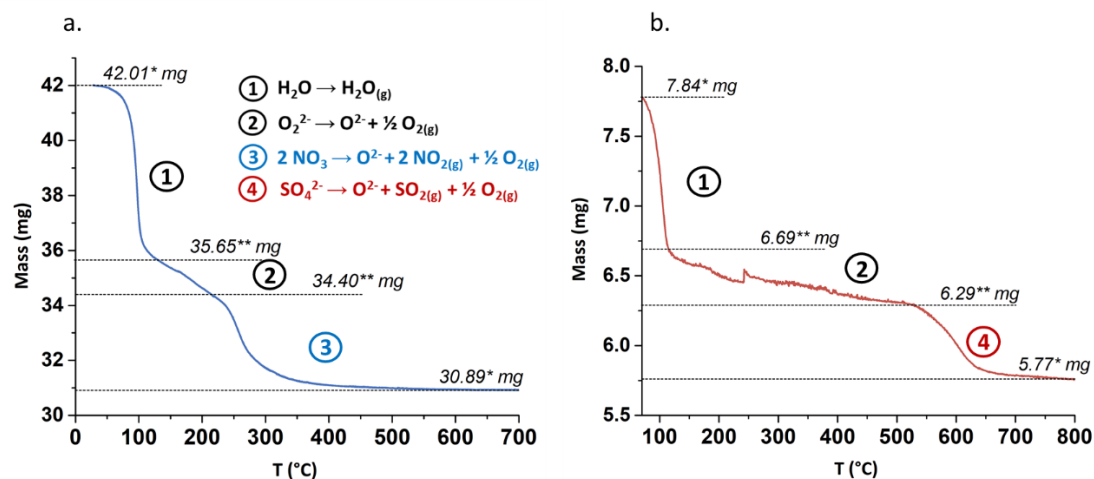 a.
42.01* mg
① H₂O → H₂O(g)
② O₂²⁻ → O²⁻ + ½ O₂(g)
③ 2 NO₃ → O²⁻ + 2 NO₂(g) + ½ O₂(g)
④ SO₄²⁻ → O²⁻ + SO₂(g) + ½ O₂(g)
①
35.65** mg
②
34.40** mg
③
30.89* mg
42
40
38
36
34
32
30
Mass (mg)
0 100 200 300 400 500 600 700
T (°C)
b.
7.84* mg
①
6.69** mg
②
6.29** mg
④
5.77* mg
8.0
7.5
7.0
6.5
6.0
5.5
Mass (mg)
100 200 300 400 500 600 700 800
T (°C)